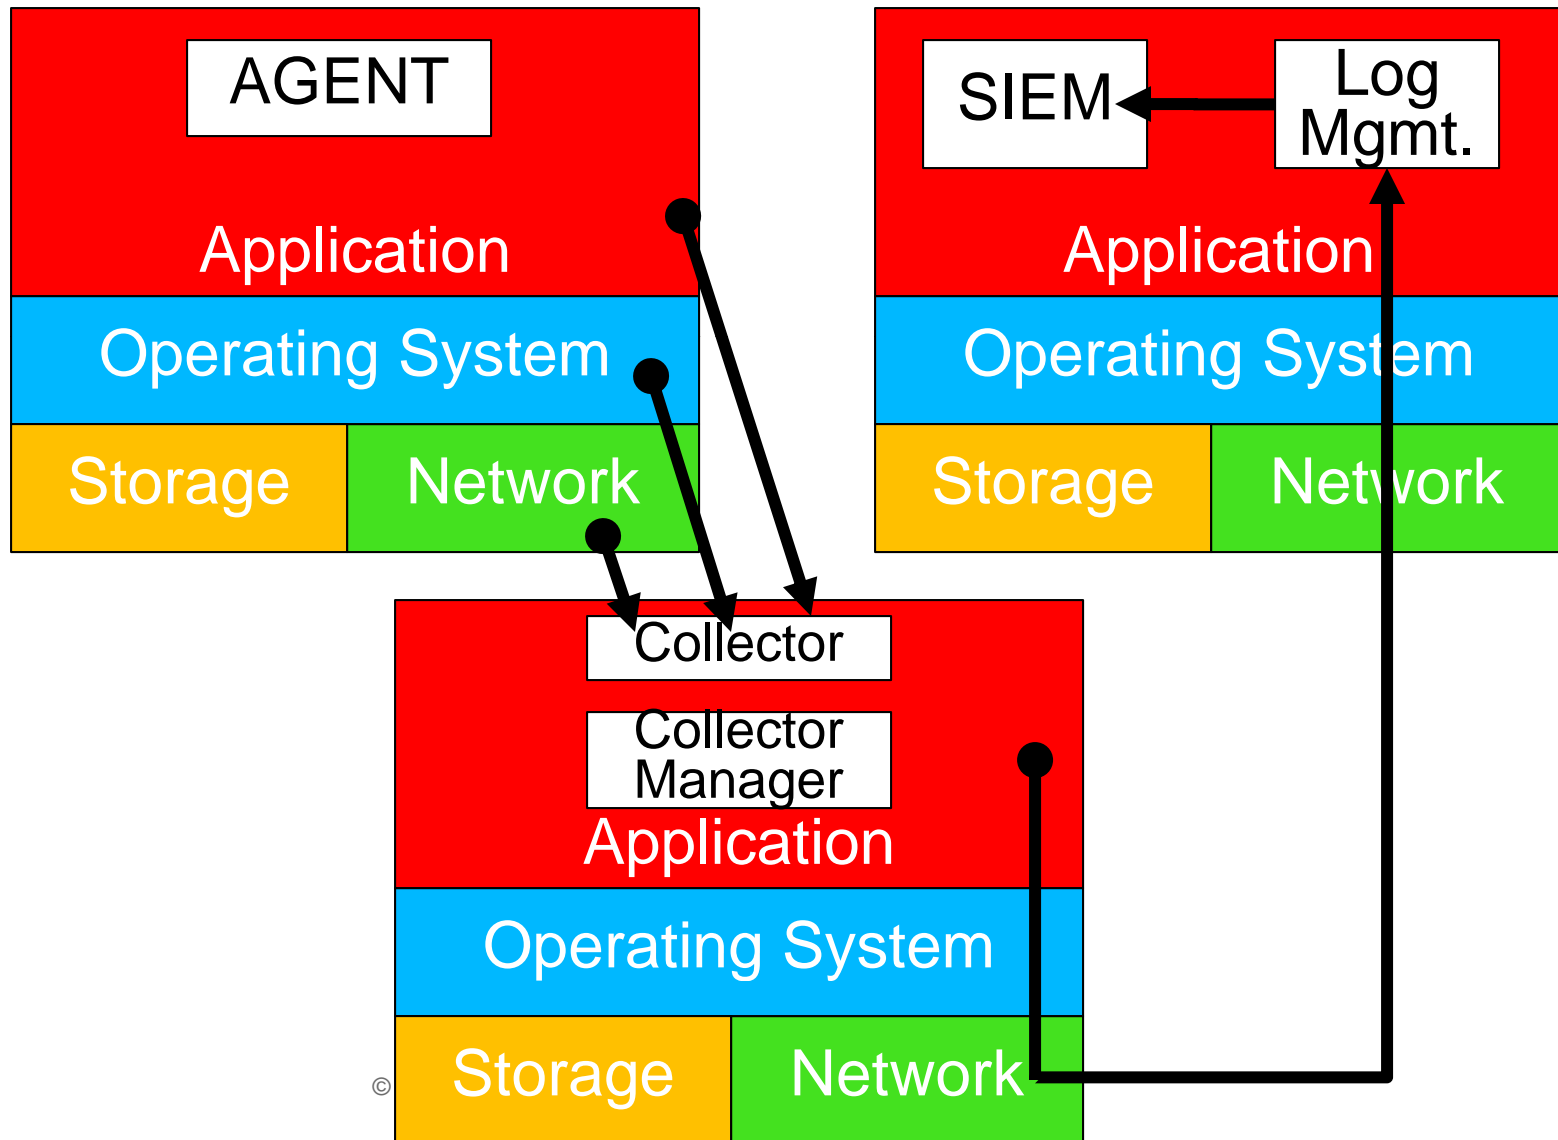 AGENT
Application
Operating System
Storage
Network
SIEM
Log
Mgmt.
Application
Operating System
Storage
Network
Collector
Collector
Manager
Application
Operating System
Storage
Network
©